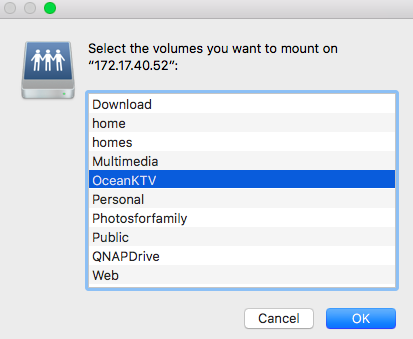 Select the volumes you want to mount on
“172.17.40.52”:
Download
home
homes
Multimedia
OceanKTV
Personal
Photosforfamily
Public
QNAPDrive
Web
Cancel
OK